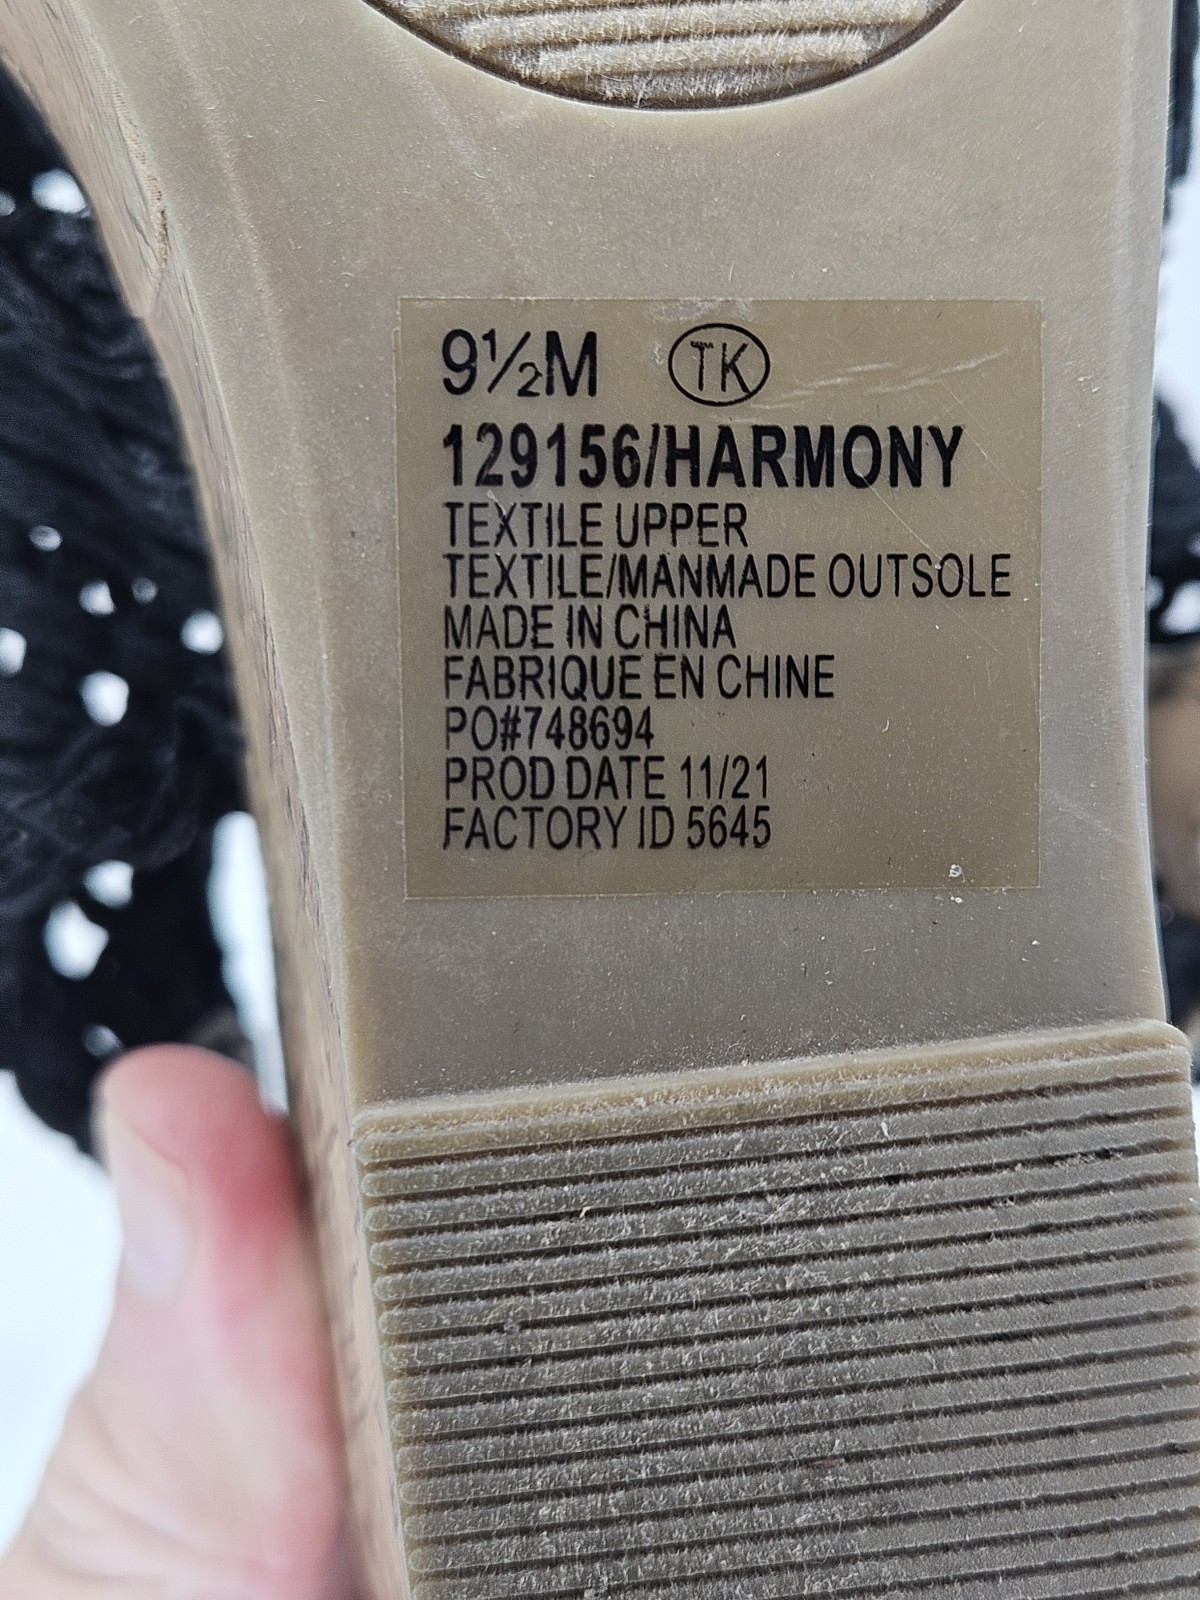 9½M TK
129156/HARMONY
TEXTILE UPPER
TEXTILE/MANMADE OUTSOLE
MADE IN CHINA
FABRIQUE EN CHINE
PO#748694
PROD DATE 11/21
FACTORY ID 5645